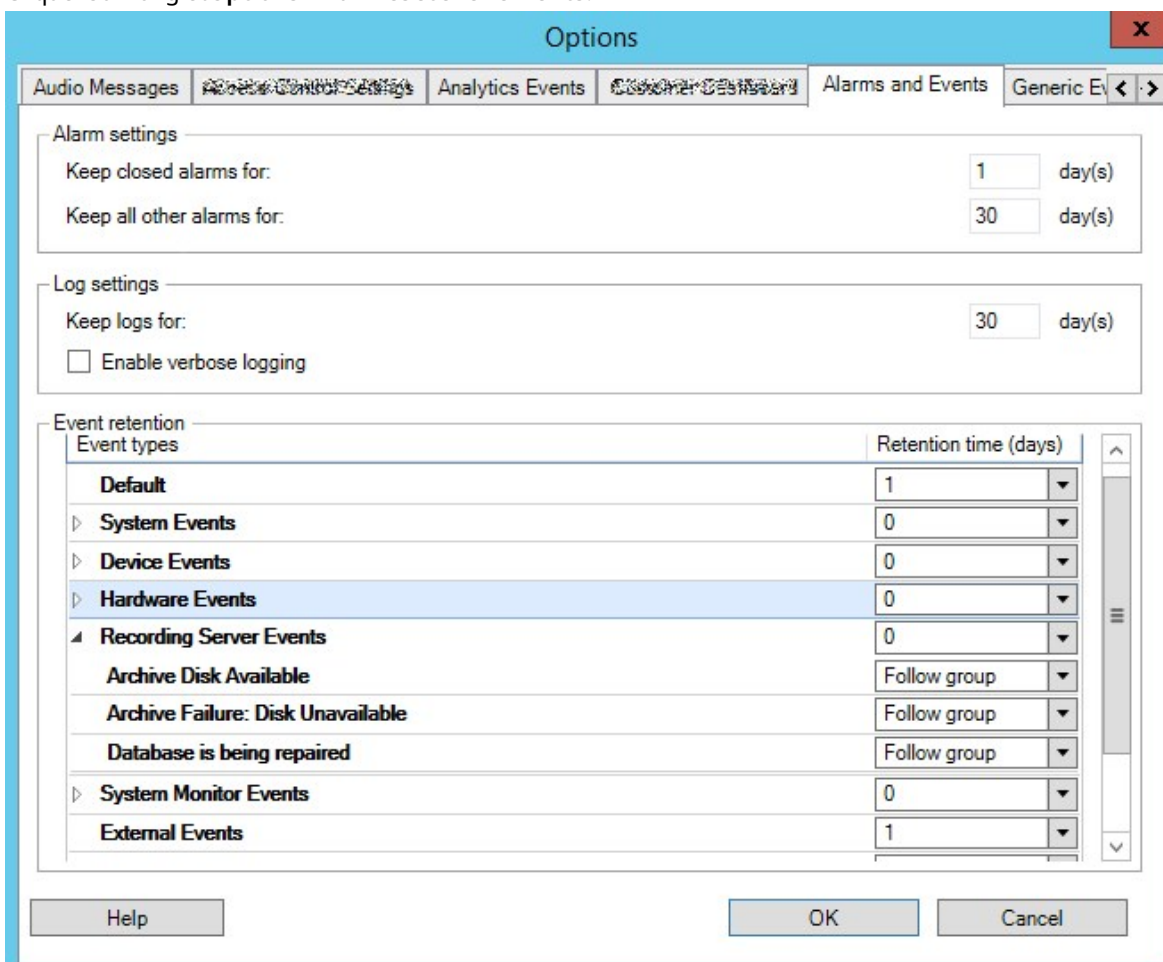 Options
x
Audio Messages Analytics Events Alarms and Events Generic Ev
Alarm settings
Keep closed alarms for: 1 day(s)
Keep all other alarms for: 30 day(s)
Log settings
Keep logs for: 30 day(s)
Enable verbose logging
Event retention
Event types Retention time (days)
Default 1
System Events 0
Device Events 0
Hardware Events 0
Recording Server Events 0
Archive Disk Available Follow group
Archive Failure: Disk Unavailable Follow group
Database is being repaired Follow group
System Monitor Events 0
External Events 1
Help OK Cancel